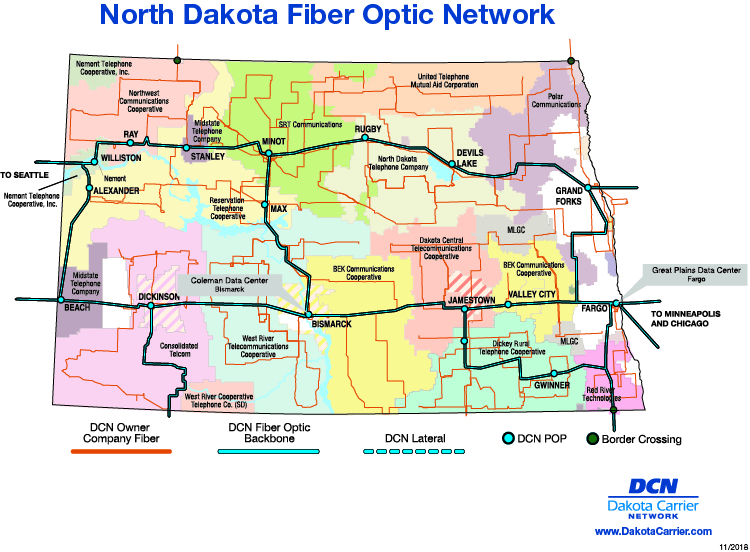 North Dakota Fiber Optic Network
Nemont Telephone
Cooperative, Inc.
Northwest
Communications
Cooperative
Midstate
Telephone
Company
SRT Communications
United Telephone
Mutual Aid Corporation
Polar
Communications
RAY
WILLISTON
STANLEY
MINOT
RUGBY
DEVILS
LAKE
North Dakota
Telephone Company
TO SEATTLE
Nemont Telephone
Cooperative, Inc.
Nemont
ALEXANDER
Reservation
Telephone
Cooperative
MAX
GRAND
FORKS
MLGC
Dakota Central
Telecommunications
Cooperative
BEK Communications
Cooperative
BEK Communications
Cooperative
Great Plains Data Center
Fargo
Midstate
Telephone
Company
Coleman Data Center
Bismarck
BEACH
DICKINSON
BISMARCK
JAMESTOWN
VALLEY CITY
FARGO
TO MINNEAPOLIS
AND CHICAGO
Consolidated
Telcom
West River
Telecommunications
Cooperative
Dickey Rural
Telephone Cooperative
MLGC
GWINNER
Red River
Technologies
West River Cooperative
Telephone Co. (SD)
DCN Owner
Company Fiber
DCN Fiber Optic
Backbone
DCN Lateral
DCN POP
Border Crossing
DCN
Dakota Carrier
NETWORK
www.DakotaCarrier.com
11/2018